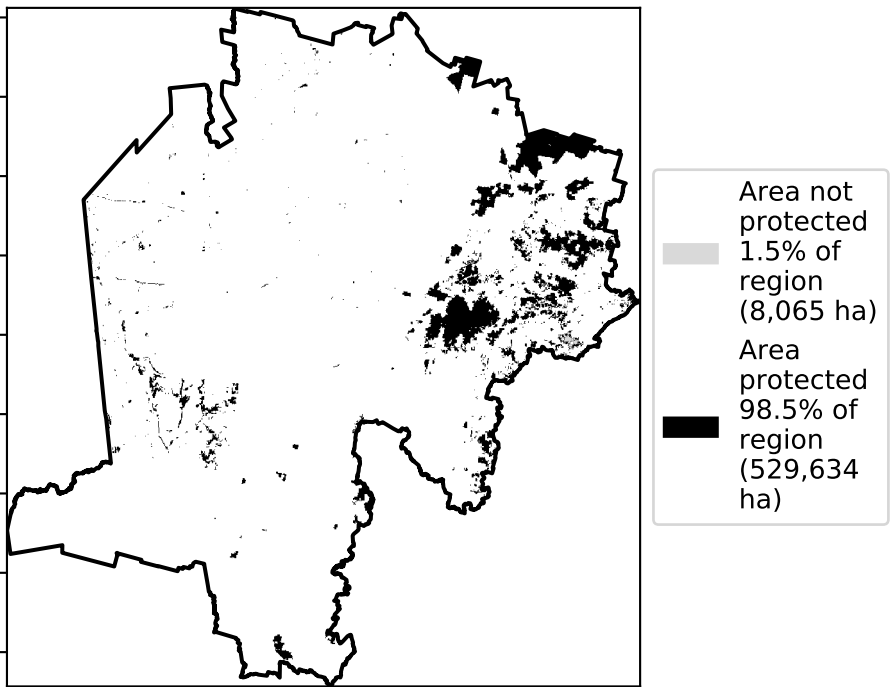 Area not
protected
1.5% of
region
(8,065 ha)
Area
protected
98.5% of
region
(529,634
ha)